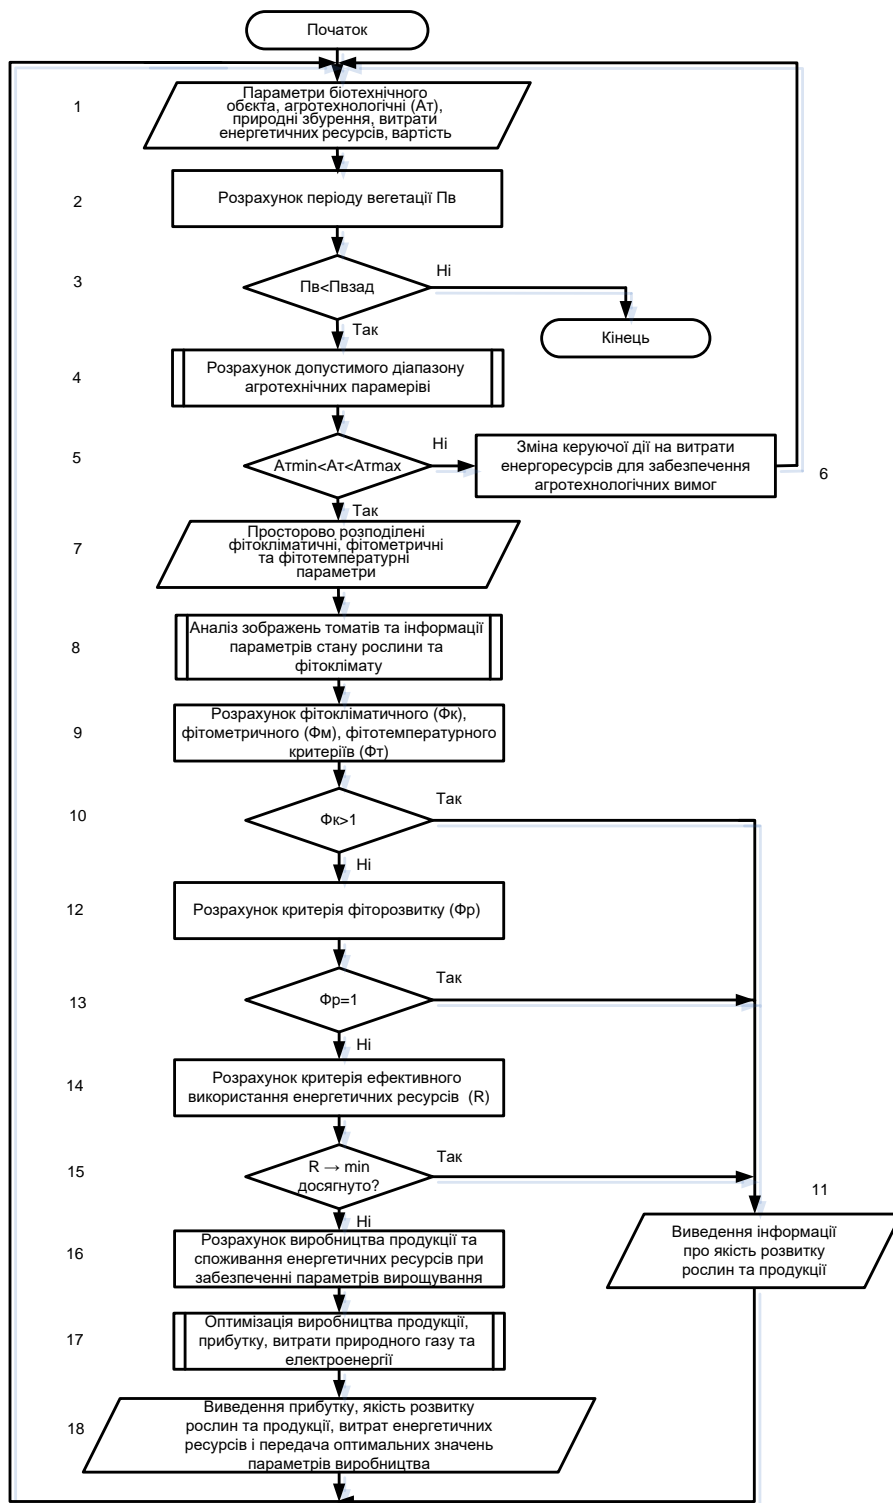 Початок
1
Параметри біотехнічного
обєкта, агротехнологічні (Ат),
природні збурення, витрати
енергетичних ресурсів, вартість
2
Розрахунок періоду вегетації Пв
3
Пв<Пвзад
Ні
Кінець
Так
4
Розрахунок допустимого діапазону
агротехнічних парамеріві
5
Атmin<Ат<Атmax
Ні
Зміна керуючої дії на витрати
енергоресурсів для забезпечення
агротехнологічних вимог
6
Так
7
Просторово розподілені
фітокліматичні, фітометричні
та фітотемпературні
параметри
8
Аналіз зображень томатів та інформації
параметрів стану рослини та
фітоклімату
9
Розрахунок фітокліматичного (Фк),
фітометричного (Фм), фітотемпературного
критеріїв (Фт)
10
Фк>1
Так
Ні
12
Розрахунок критерія фіторозвитку (Фр)
13
Фр=1
Так
Ні
14
Розрахунок критерія ефективного
використання енергетичних ресурсів (R)
15
R → min
досягнуто?
Так
Ні
11
Виведення інформації
про якість розвитку
рослин та продукції
16
Розрахунок виробництва продукції та
споживання енергетичних ресурсів при
забезпеченні параметрів вирощування
17
Оптимізація виробництва продукції,
прибутку, витрати природного газу та
електроенергії
18
Виведення прибутку, якість розвитку
рослин та продукції, витрат енергетичних
ресурсів і передача оптимальних значень
параметрів виробництва